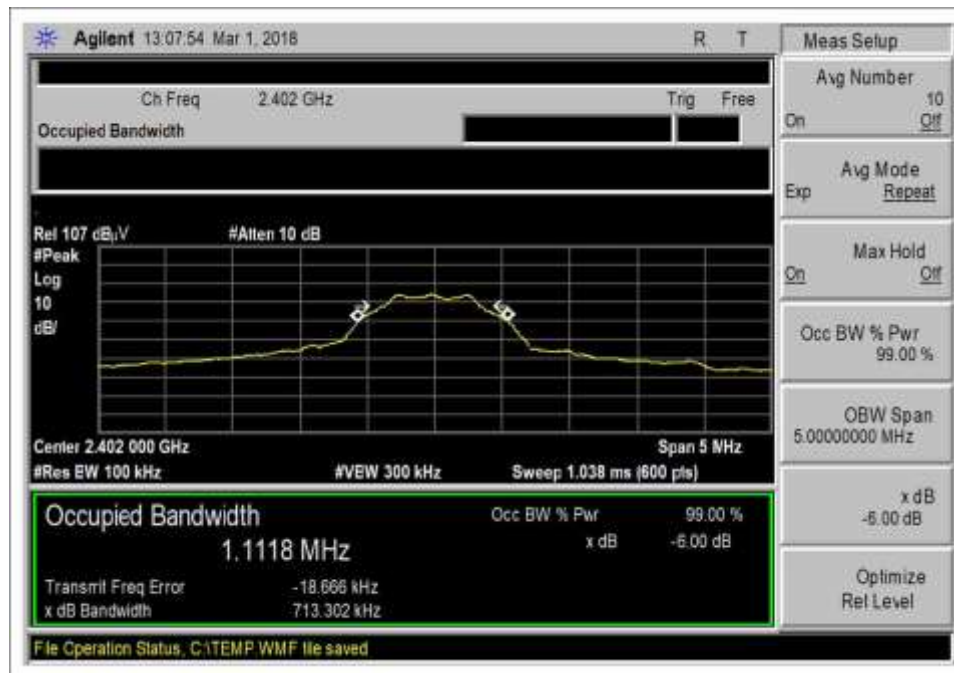 Agilent 13:07:54 Mar 1, 2018 R T
Meas Setup
Ch Freq 2.402 GHz Trig Free
Occupied Bandwidth
Ref 107 dBµV #Atten 10 dB
#Peak
Log
10
dB/
Center 2.402 000 GHz Span 5 MHz
#Res BW 100 kHz #VBW 300 kHz Sweep 1.038 ms (600 pts)
Occupied Bandwidth Occ BW % Pwr 99.00 %
1.1118 MHz x dB -6.00 dB
Transmit Freq Error -18.666 kHz
x dB Bandwidth 713.302 kHz
File Operation Status, C:\TEMP.WMF file saved
Avg Number
10
On Off
Avg Mode
Exp Repeat
Max Hold
On Off
Occ BW % Pwr
99.00 %
OBW Span
5.00000000 MHz
x dB
-6.00 dB
Optimize
Ref Level